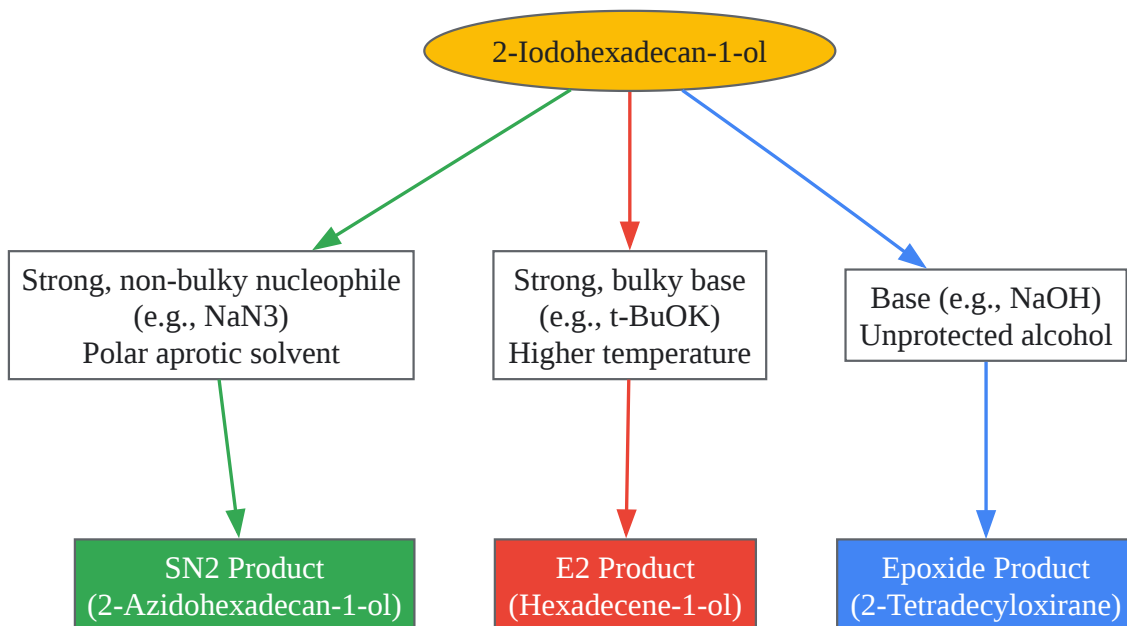 2-Iodohexadecan-1-ol
Strong, non-bulky nucleophile
(e.g., NaN3)
Polar aprotic solvent
Strong, bulky base
(e.g., t-BuOK)
Higher temperature
Base (e.g., NaOH)
Unprotected alcohol
SN2 Product
(2-Azidohexadecan-1-ol)
E2 Product
(Hexadecene-1-ol)
Epoxide Product
(2-Tetradecyloxirane)